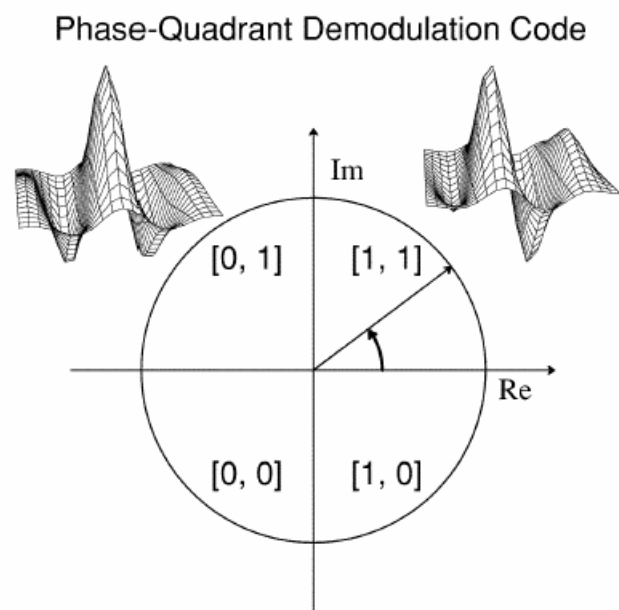 Phase-Quadrant Demodulation Code
Im
[0, 1] [1, 1]
Re
[0, 0] [1, 0]